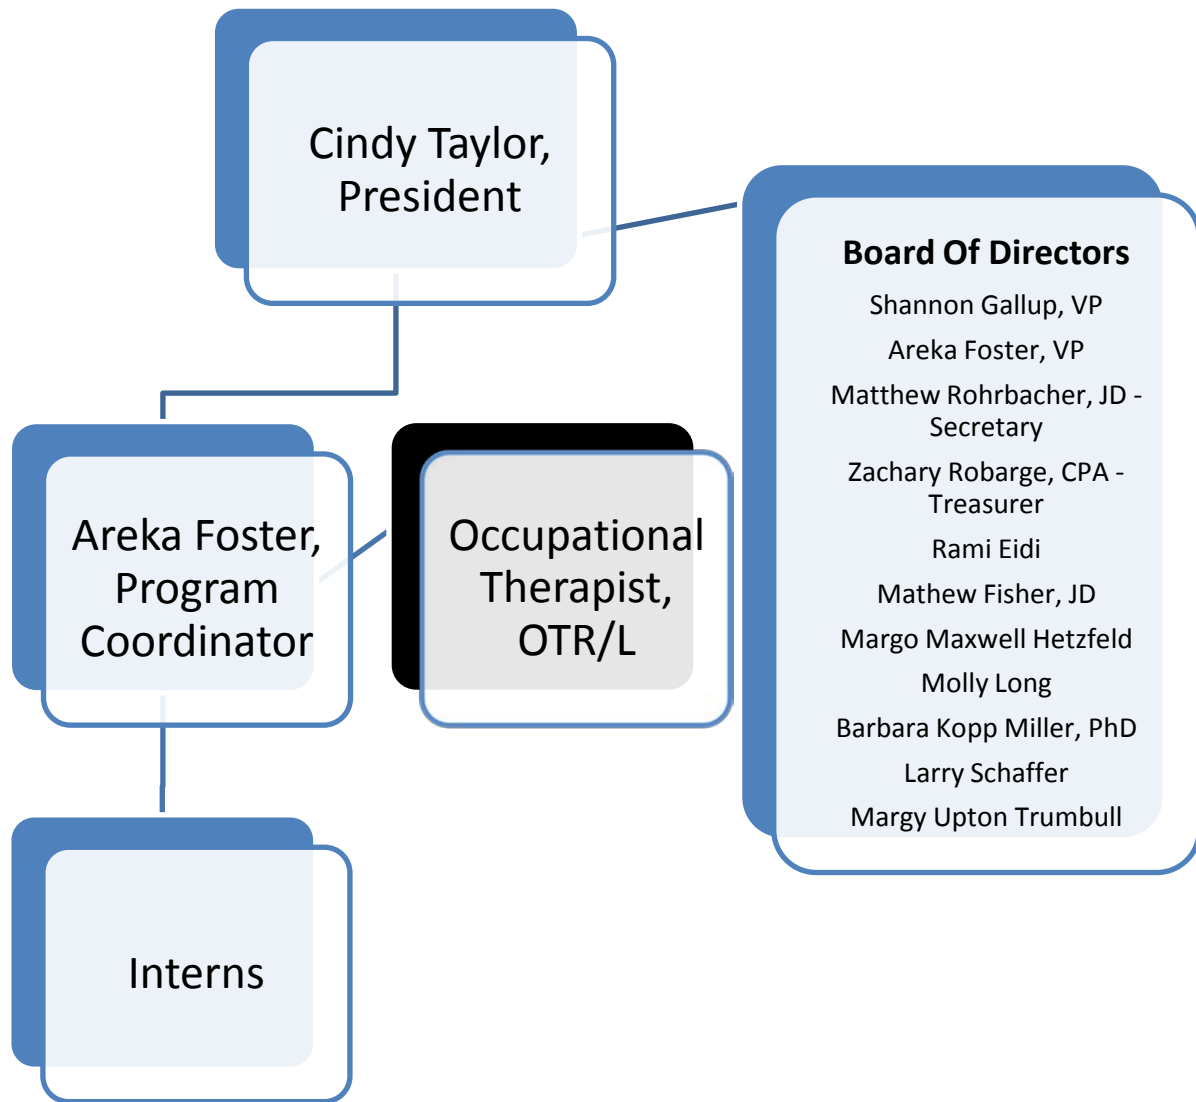 Cindy Taylor,
President
Board Of Directors
Shannon Gallup, VP
Areka Foster, VP
Matthew Rohrbacher, JD -
Secretary
Zachary Robarge, CPA -
Treasurer
Rami Eidi
Mathew Fisher, JD
Margo Maxwell Hetzfeld
Molly Long
Barbara Kopp Miller, PhD
Larry Schaffer
Margy Upton Trumbull
Areka Foster,
Program
Coordinator
Occupational
Therapist,
OTR/L
Interns